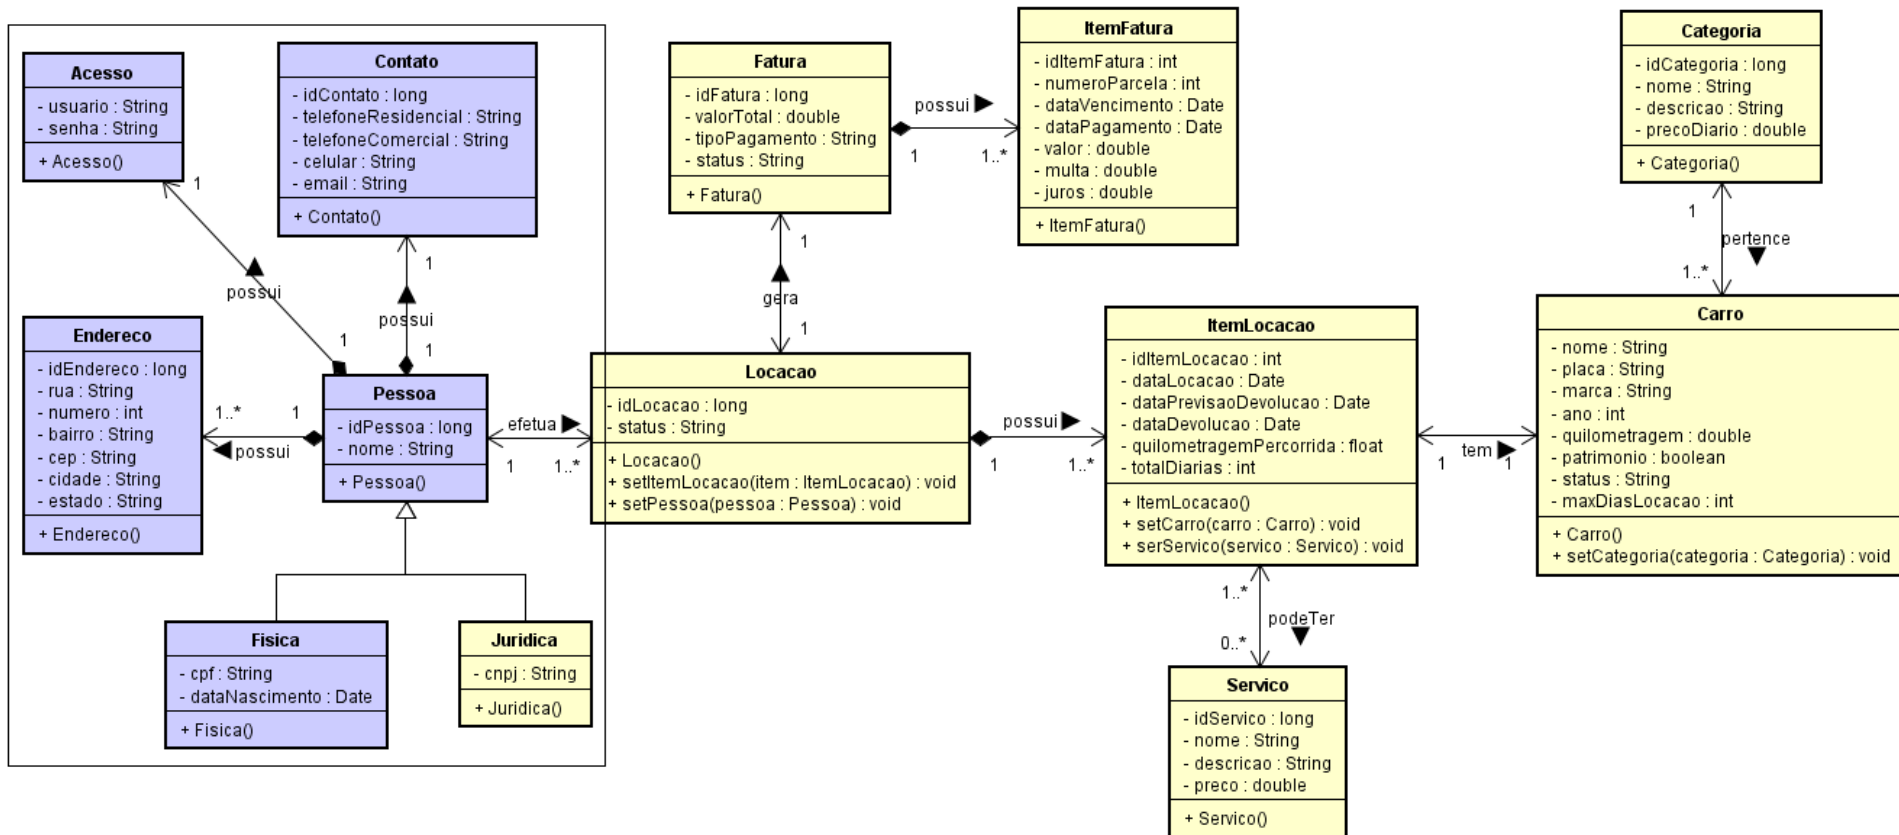 Acesso
- usuario : String
- senha : String
+ Acesso()
Contato
- idContato : long
- telefoneResidencial : String
- telefoneComercial : String
- celular : String
- email : String
+ Contato()
Fatura
- idFatura : long
- valorTotal : double
- tipoPagamento : String
- status : String
+ Fatura()
possui
1
1..*
ItemFatura
- idItemFatura : int
- numeroParcela : int
- dataVencimento : Date
- dataPagamento : Date
- valor : double
- multa : double
- juros : double
+ ItemFatura()
Categoria
- idCategoria : long
- nome : String
- descricao : String
- precoDiario : double
+ Categoria()
1
possui
1
1
possui
1
1
gera
1
1
pertence
1..*
Endereco
- idEndereco : long
- rua : String
- numero : int
- bairro : String
- cep : String
- cidade : String
- estado : String
+ Endereco()
1..*
1
possui
Pessoa
- idPessoa : long
- nome : String
+ Pessoa()
efetua
1
1..*
Locacao
- idLocacao : long
- status : String
+ Locacao()
+ setItemLocacao(item : ItemLocacao) : void
+ setPessoa(pessoa : Pessoa) : void
possui
1
1..*
ItemLocacao
- idItemLocacao : int
- dataLocacao : Date
- dataPrevisaoDevolucao : Date
- dataDevolucao : Date
- quilometragemPercorrida : float
- totalDiarias : int
+ ItemLocacao()
+ setCarro(carro : Carro) : void
+ serServico(servico : Servico) : void
1
tem
1
Carro
- nome : String
- placa : String
- marca : String
- ano : int
- quilometragem : double
- patrimonio : boolean
- status : String
- maxDiasLocacao : int
+ Carro()
+ setCategoria(categoria : Categoria) : void
1..*
podeTer
0..*
Fisica
- cpf : String
- dataNascimento : Date
+ Fisica()
Juridica
- cnpj : String
+ Juridica()
Servico
- idServico : long
- nome : String
- descricao : String
- preco : double
+ Servico()